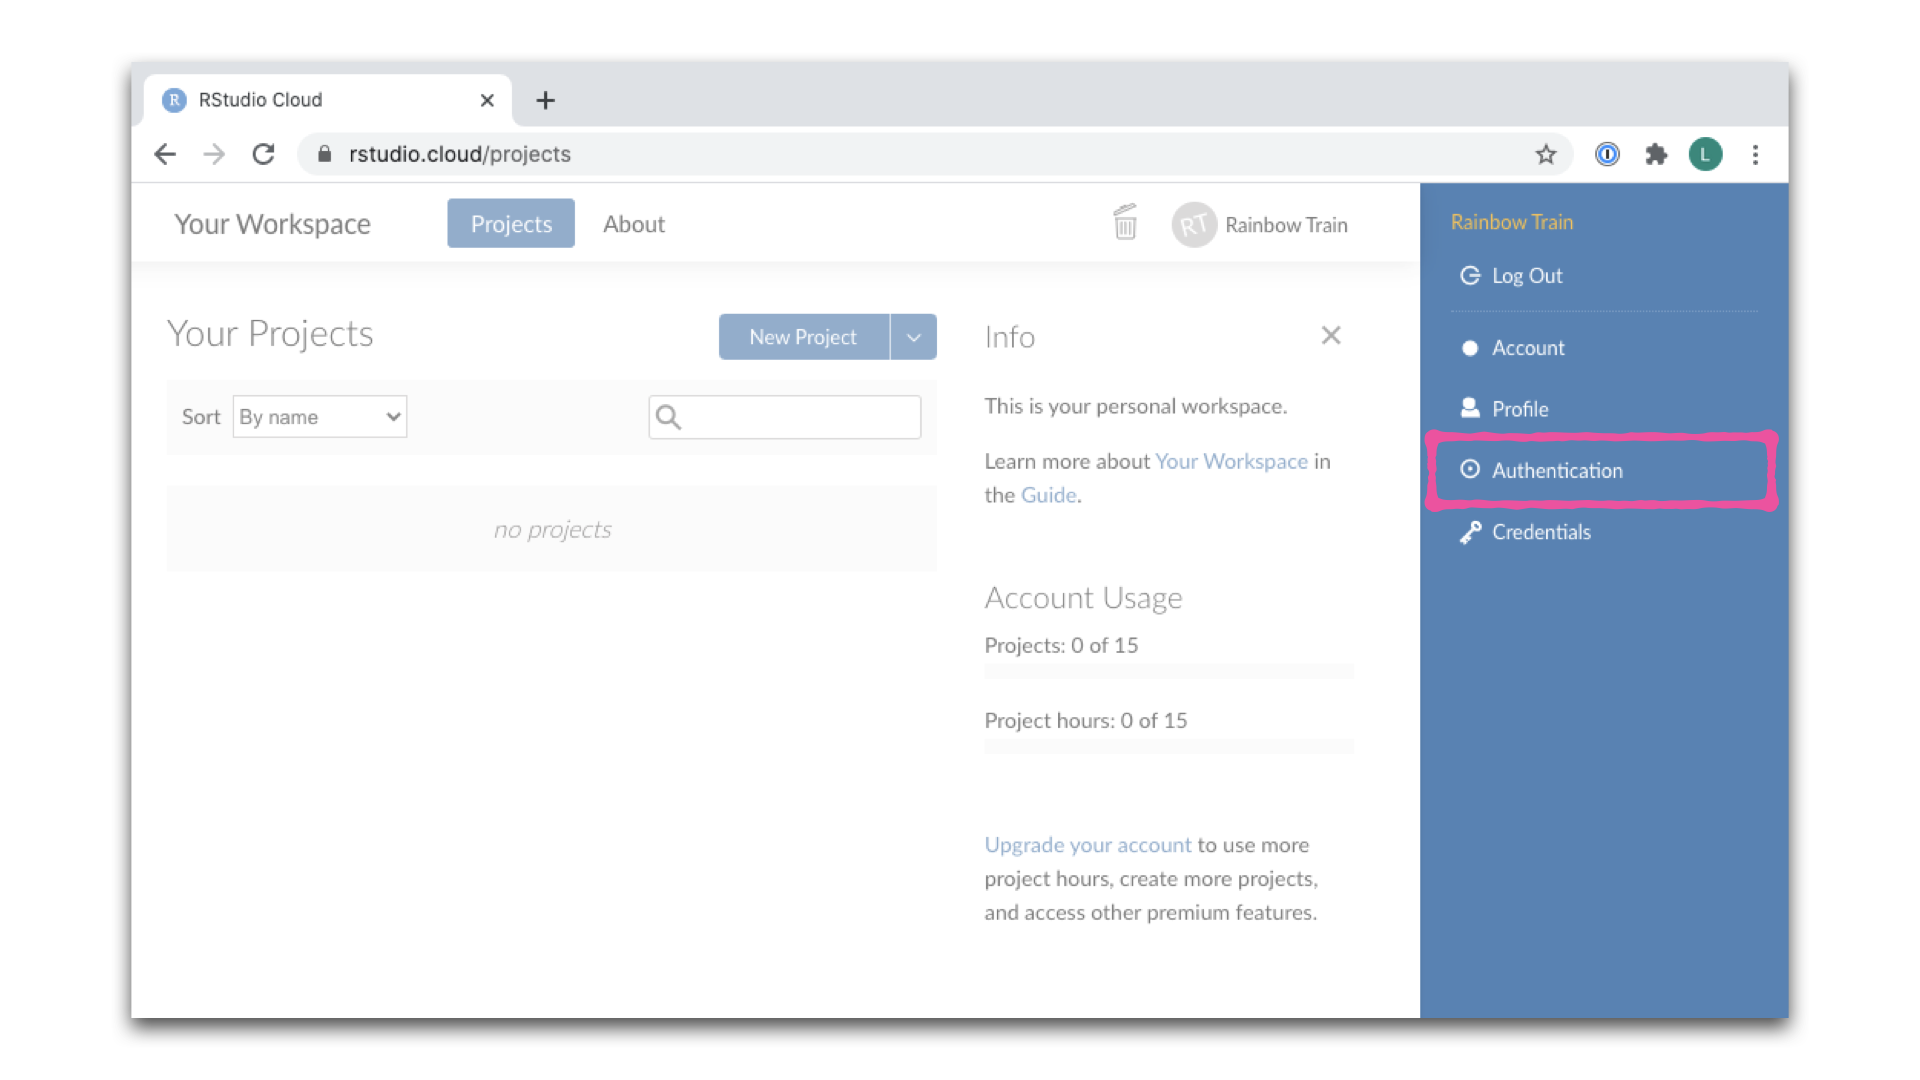 R RStudio Cloud
rstudio.cloud/projects
L
Your Workspace
Projects
About
RT Rainbow Train
Your Projects
New Project
Sort By name
no projects
Info
This is your personal workspace.
Learn more about Your Workspace in
the Guide.
Account Usage
Projects: 0 of 15
Project hours: 0 of 15
Upgrade your account to use more
project hours, create more projects,
and access other premium features.
Rainbow Train
Log Out
Account
Profile
Authentication
Credentials